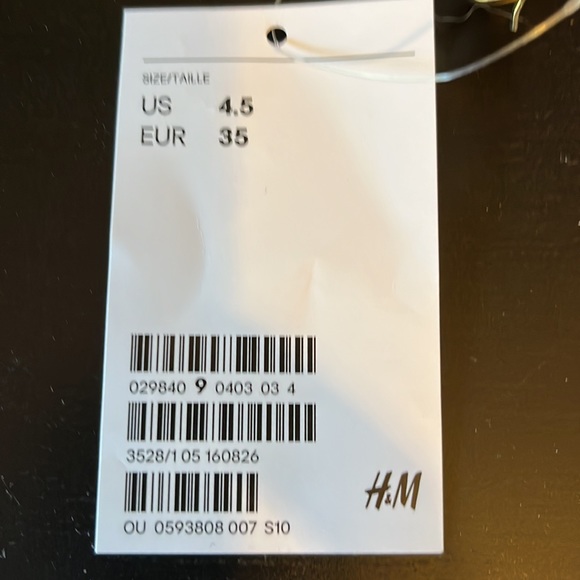 SIZE/TAILLE
US 4.5
EUR 35
029840 9 0403 03 4
3528/1 05 160826
H&M
OU 0593808 007 S10